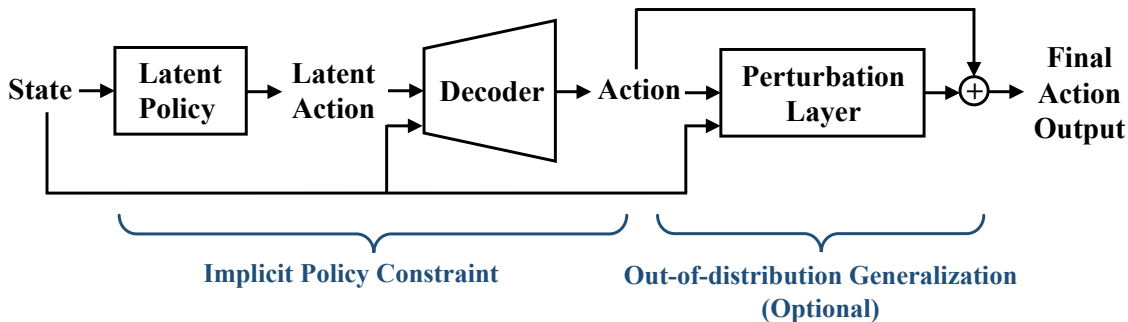 State
Latent
Policy
Latent
Action
Decoder
Action
Perturbation
Layer
+
Final
Action
Output
Implicit Policy Constraint
Out-of-distribution Generalization
(Optional)